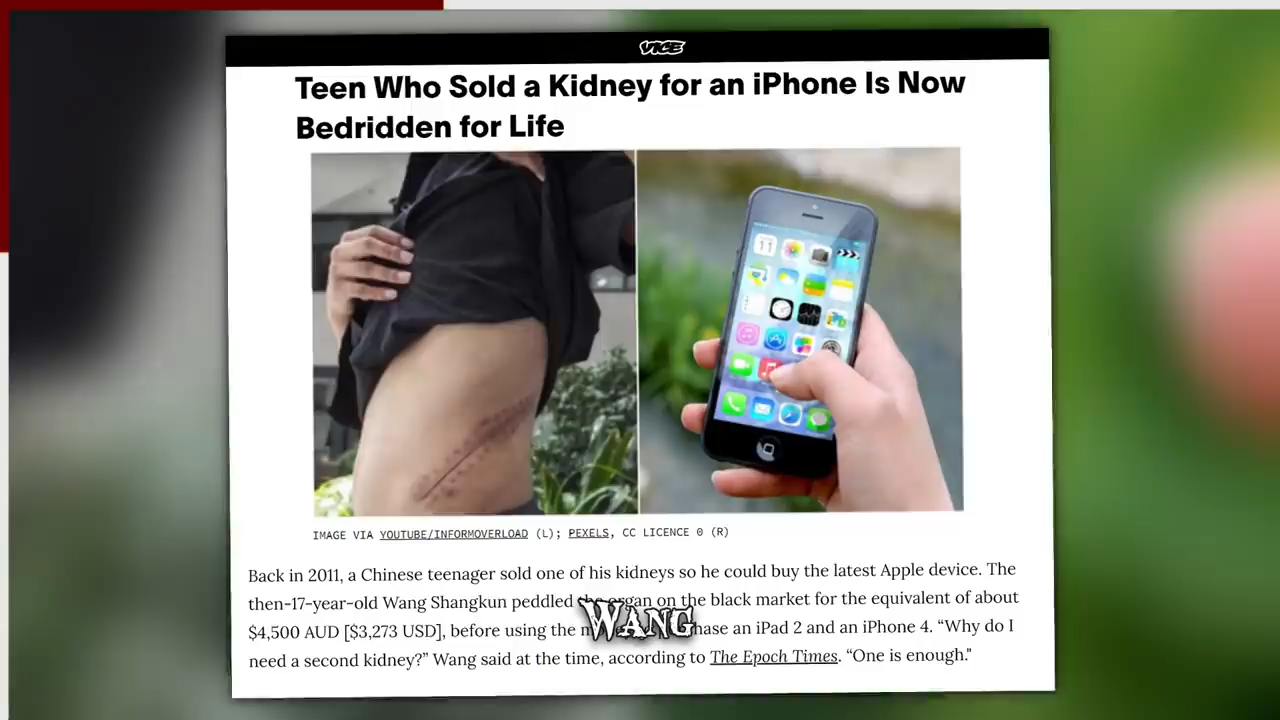 VICE
Teen Who Sold a Kidney for an iPhone Is Now
Bedridden for Life
11
IMAGE VIA YOUTUBE/INFORMOVERLOAD (L); PEXELS, CC LICENCE 0 (R)
Back in 2011, a Chinese teenager sold one of his kidneys so he could buy the latest Apple device. The
then-17-year-old Wang Shangkun peddled organ on the black market for the equivalent of about
WANG
$4,500 AUD [$3,273 USD], before using the an iPad 2 and an iPhone 4. “Why do I
need a second kidney?” Wang said at the time, according to The Epoch Times. “One is enough."